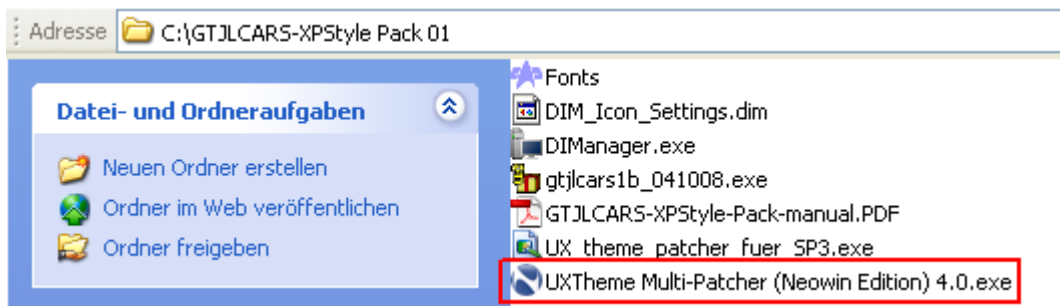 Adresse C:\GTJLCARS-XPStyle Pack 01
Datei- und Ordneraufgaben
Neuen Ordner erstellen
Ordner im Web veröffentlichen
Ordner freigeben
Fonts
DIM_Icon_Settings.dim
DIManager.exe
gtjlcars1b_041008.exe
GTJLCARS-XPStyle-Pack-manual.PDF
UX_theme_patcher_fuer_SP3.exe
UXTheme Multi-Patcher (Neowin Edition) 4.0.exe